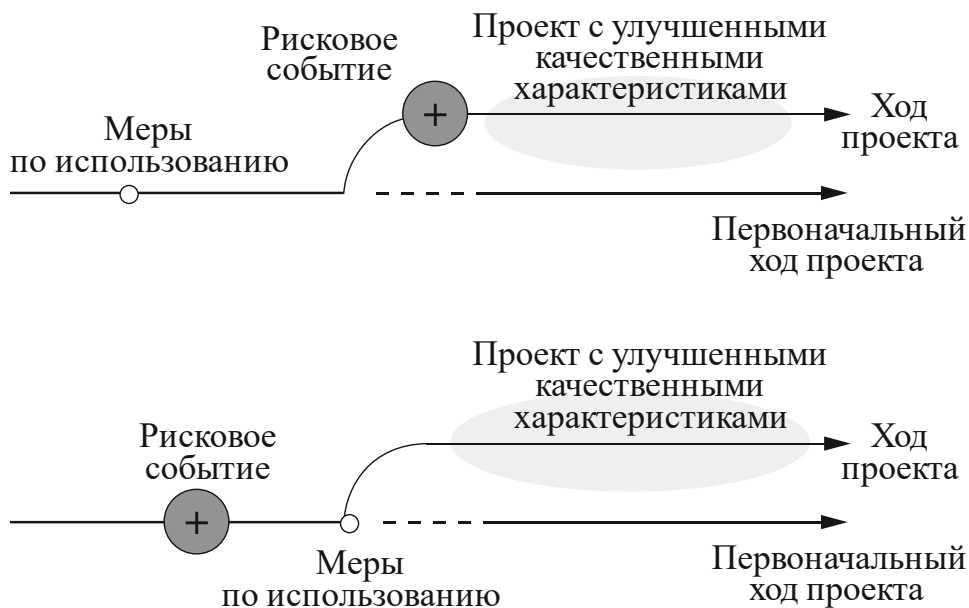 Рисковое
событие
Проект с улучшенными
качественными
характеристиками
Меры
по использованию
+
Ход
проекта
Первоначальный
ход проекта
Проект с улучшенными
качественными
характеристиками
Рисковое
событие
Ход
проекта
+
Меры
по использованию
Первоначальный
ход проекта